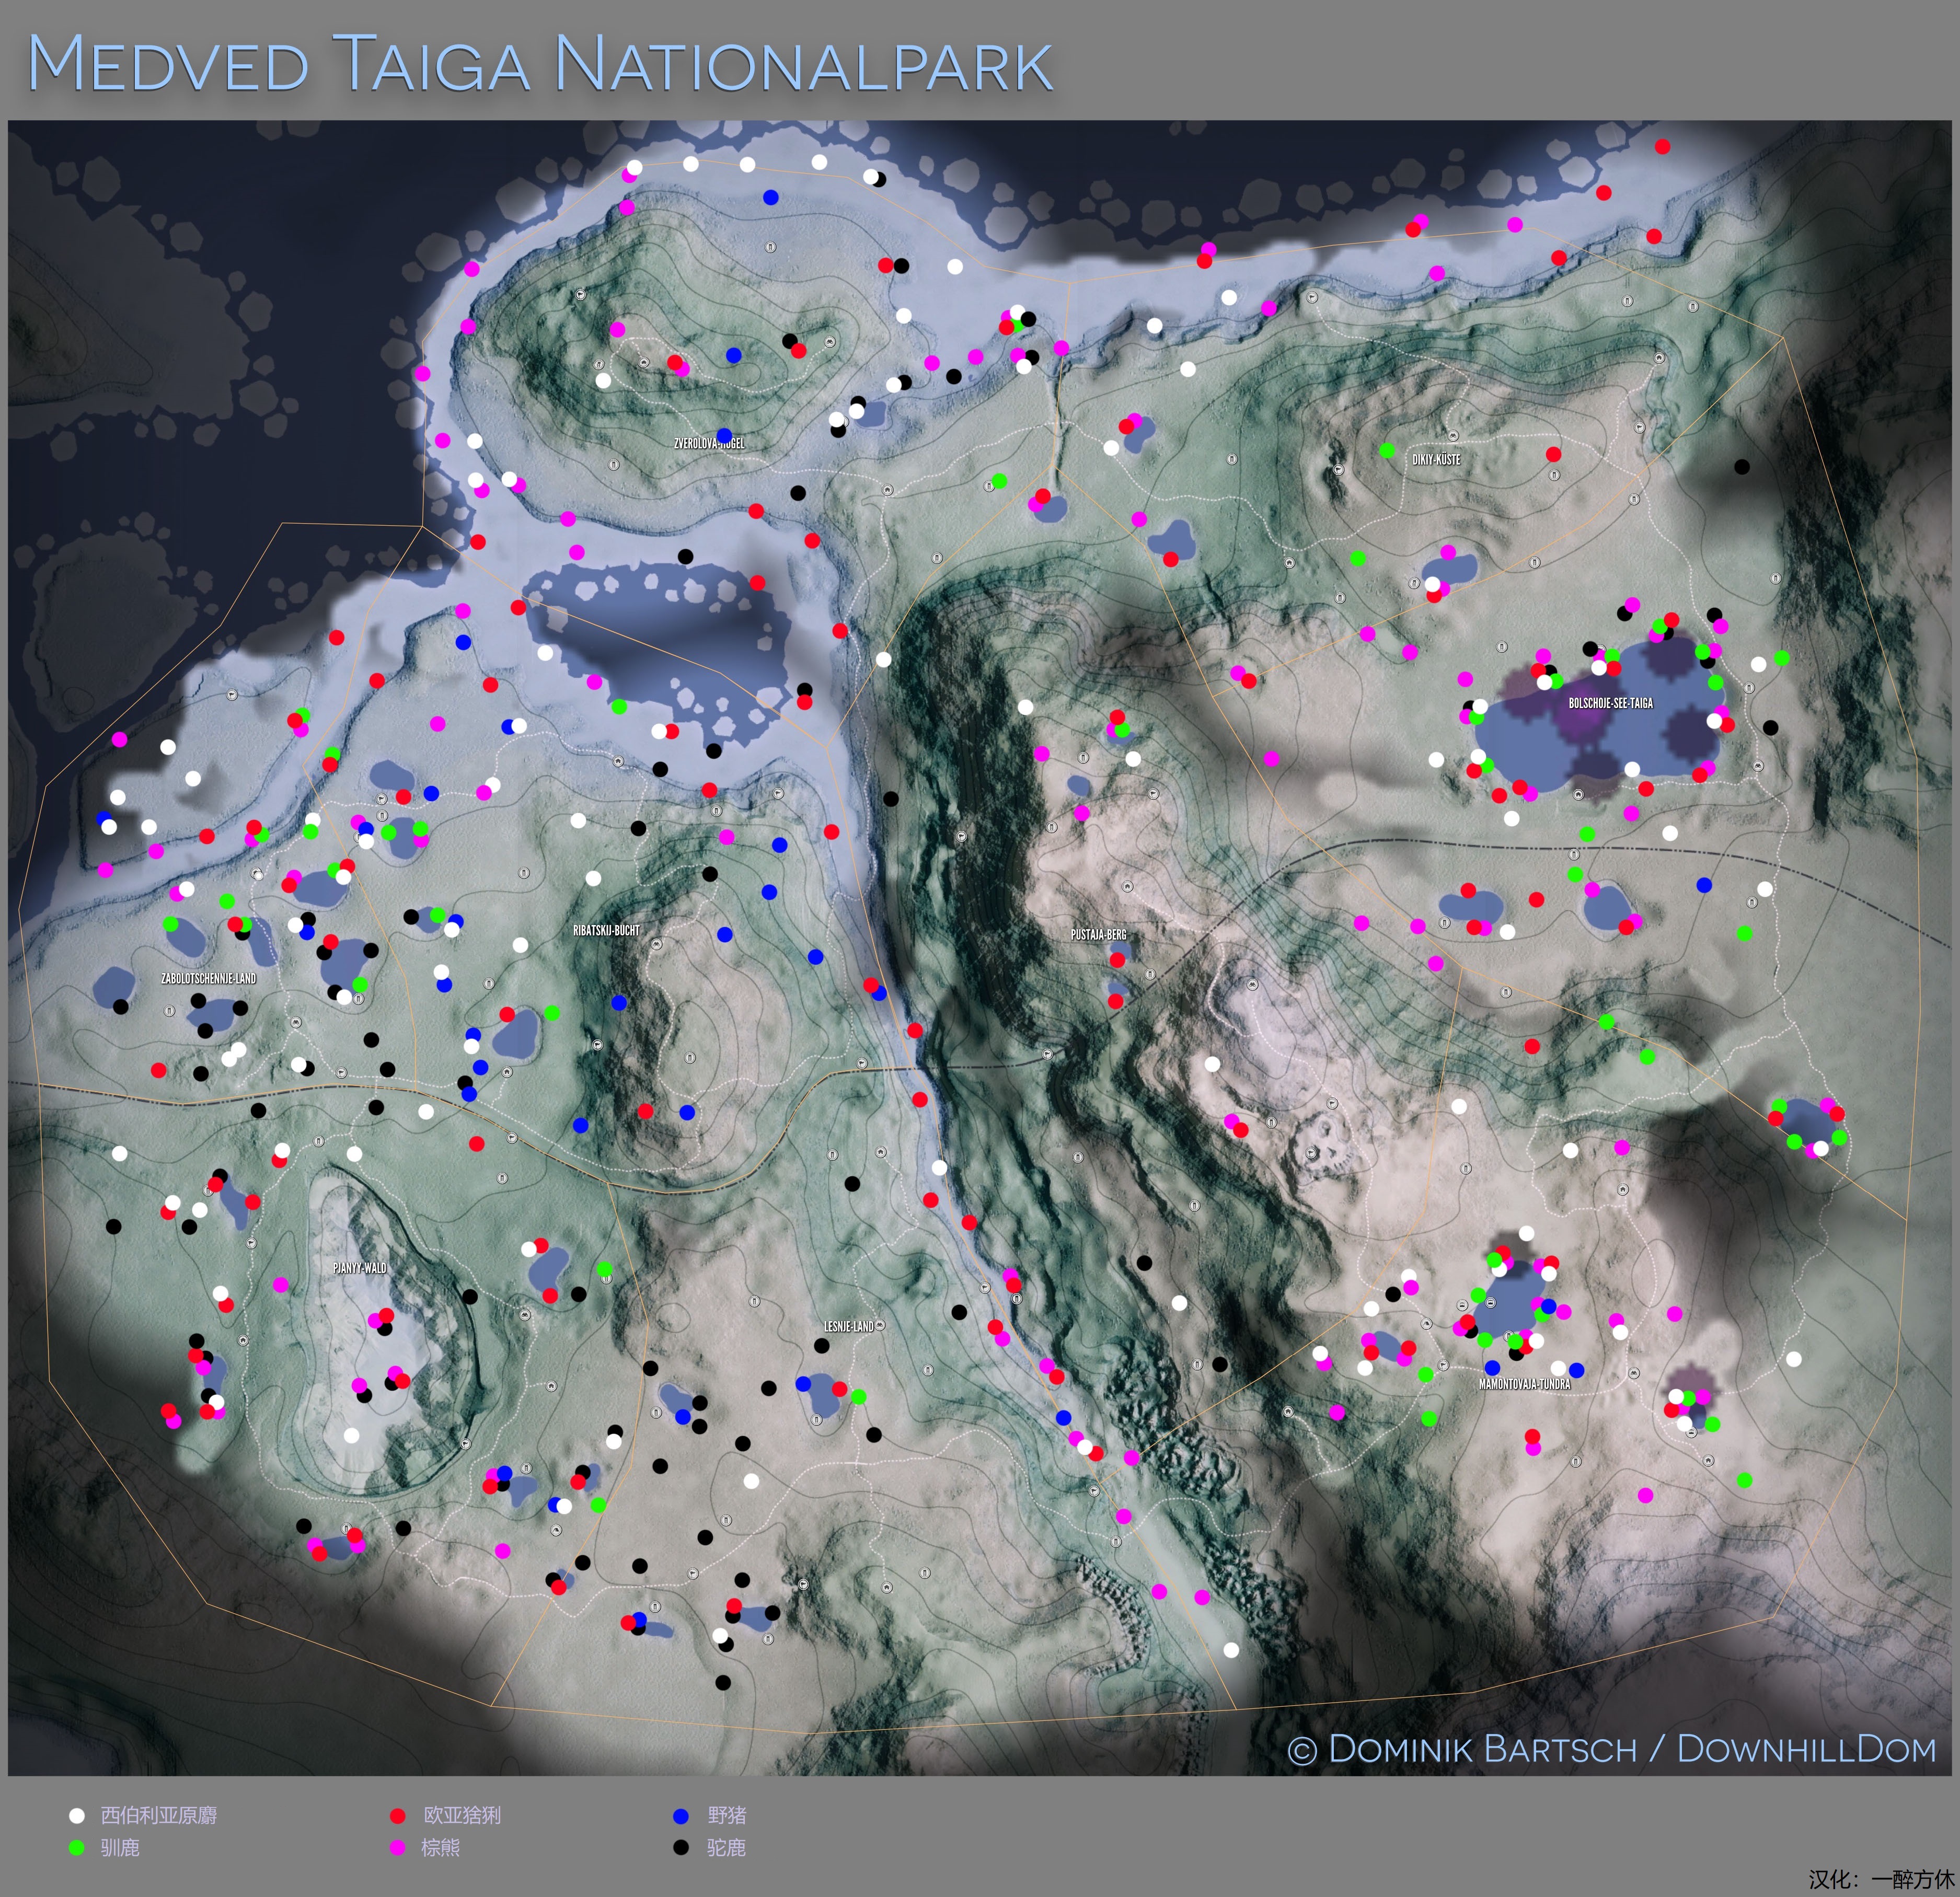 MEDVED TAIGA NATIONALPARK
ZVEROLOVA-HÜGEL
DIKIY-KÜSTE
BOLSCHOJE-SEE-TAIGA
RIBATSKIJ-BUCHT
PUSTAJA-BERG
ZABOLOTSCHENNJE-LAND
PJANYY-WALD
LESNJE-LAND
MAMONTOVAJA-TUNDRA
© DOMINIK BARTSCH / DOWNHILLDOM
西伯利亚原麝 欧亚猞猁 野猪
驯鹿 棕熊 驼鹿
汉化：一醉方休